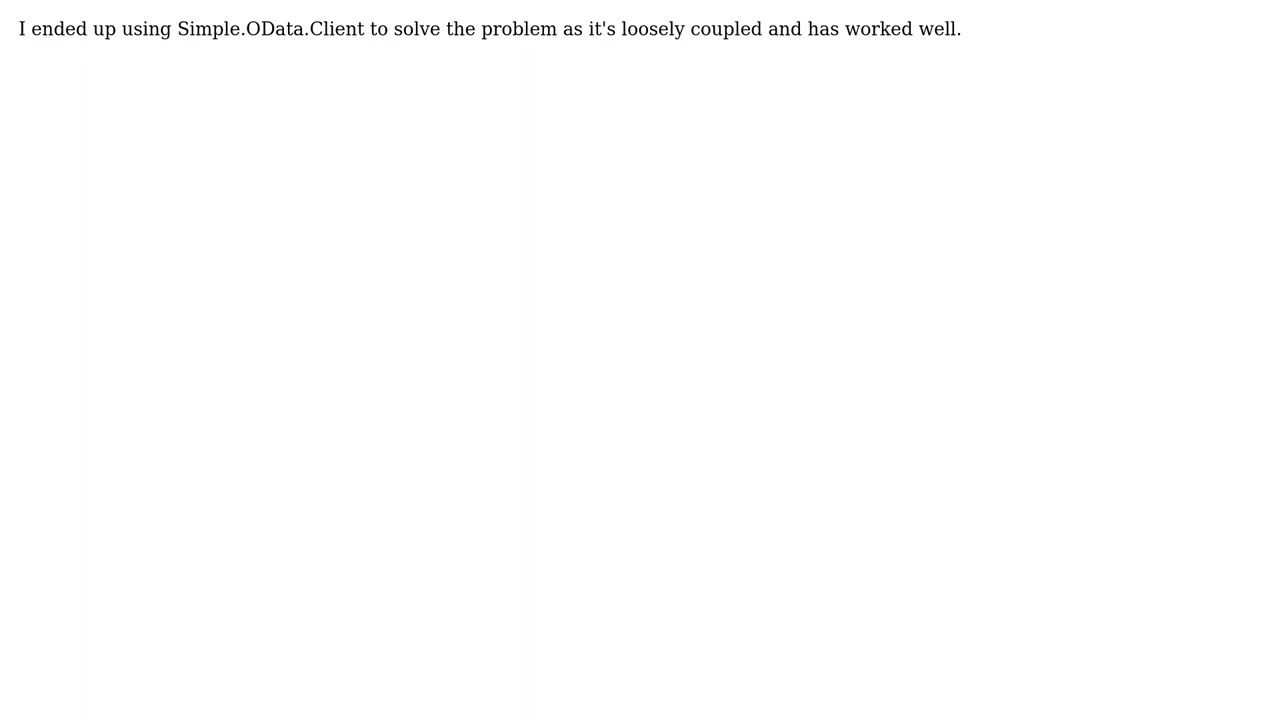 I ended up using Simple.OData.Client to solve the problem as it's loosely coupled and has worked well.